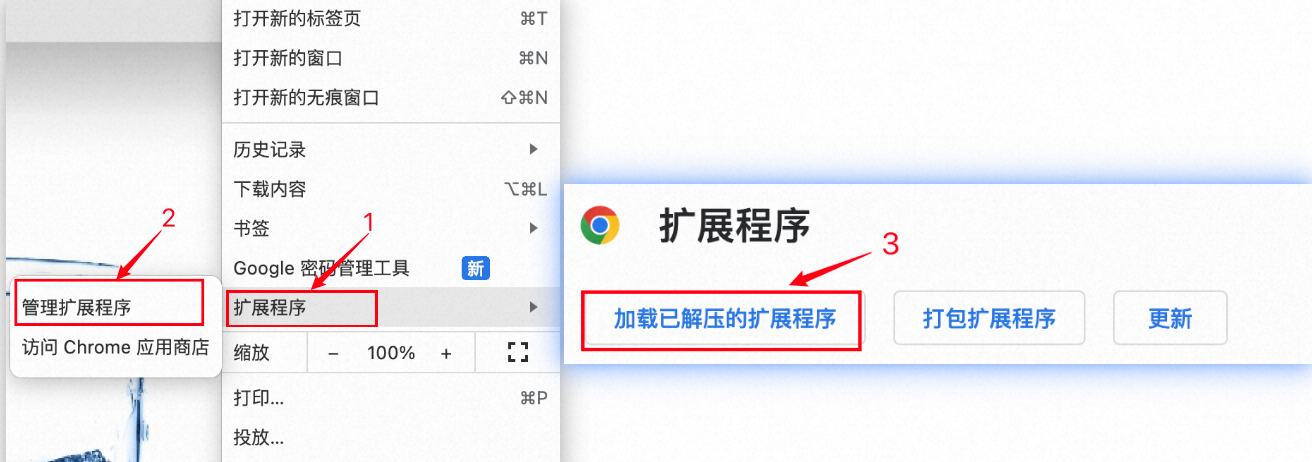 打开新的标签页 ⌘T
打开新的窗口 ⌘N
打开新的无痕窗口 ⇧⌘N
历史记录
下载内容 ⌥⌘L
书签
Google 密码管理工具 新
扩展程序
缩放 − 100% +
打印... ⌘P
投放...
1
2
管理扩展程序
访问 Chrome 应用商店
扩展程序
3
加载已解压的扩展程序 打包扩展程序 更新